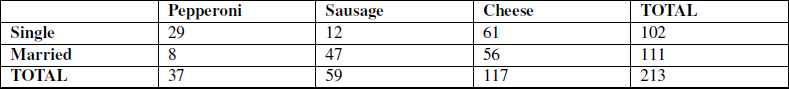 Pepperoni Sausage Cheese TOTAL
Single 29 12 61 102
Married 8 47 56 111
TOTAL 37 59 117 213